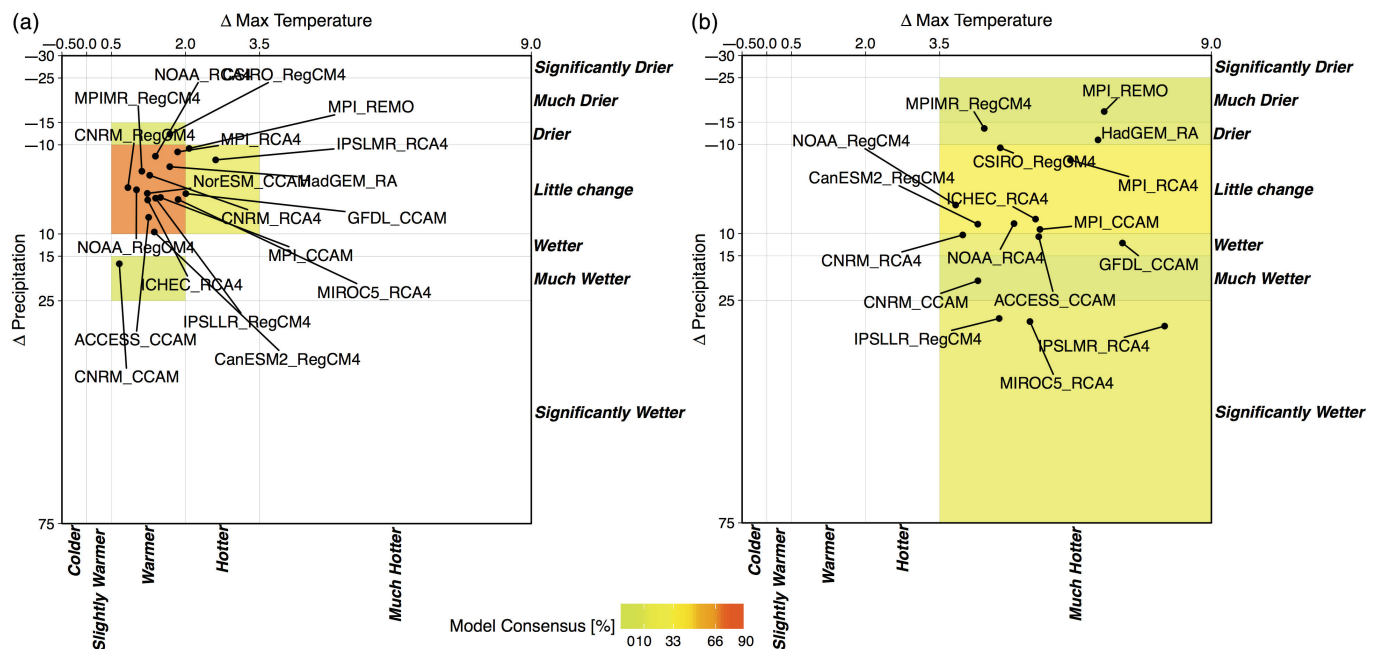 (a)
Δ Max Temperature
−0.5 0.0 0.5 2.0 3.5 9.0
−30
−25
−15
−10
10
15
25
75
Δ Precipitation
NOAA_RCA4
CSIRO_RegCM4
MPIMR_RegCM4
MPI_REMO
CNRM_RegCM4
MPI_RCA4
IPSLMR_RCA4
NorESM_CCAM
HadGEM_RA
CNRM_RCA4
GFDL_CCAM
NOAA_RegCM4
MPI_CCAM
ICHEC_RCA4
MIROC5_RCA4
IPSLLR_RegCM4
ACCESS_CCAM
CanESM2_RegCM4
CNRM_CCAM
Significantly Drier
Much Drier
Drier
Little change
Wetter
Much Wetter
Significantly Wetter
Colder
Slightly Warmer
Warmer
Hotter
Much Hotter
(b)
Δ Max Temperature
−0.5 0.0 0.5 2.0 3.5 9.0
−30
−25
−15
−10
10
15
25
75
Δ Precipitation
MPI_REMO
MPIMR_RegCM4
HadGEM_RA
NOAA_RegCM4
CSIRO_RegCM4
CanESM2_RegCM4
MPI_RCA4
ICHEC_RCA4
MPI_CCAM
CNRM_RCA4
NOAA_RCA4
GFDL_CCAM
CNRM_CCAM
ACCESS_CCAM
IPSLLR_RegCM4
IPSLMR_RCA4
MIROC5_RCA4
Significantly Drier
Much Drier
Drier
Little change
Wetter
Much Wetter
Significantly Wetter
Colder
Slightly Warmer
Warmer
Hotter
Much Hotter
Model Consensus [%]
0 10 33 66 90